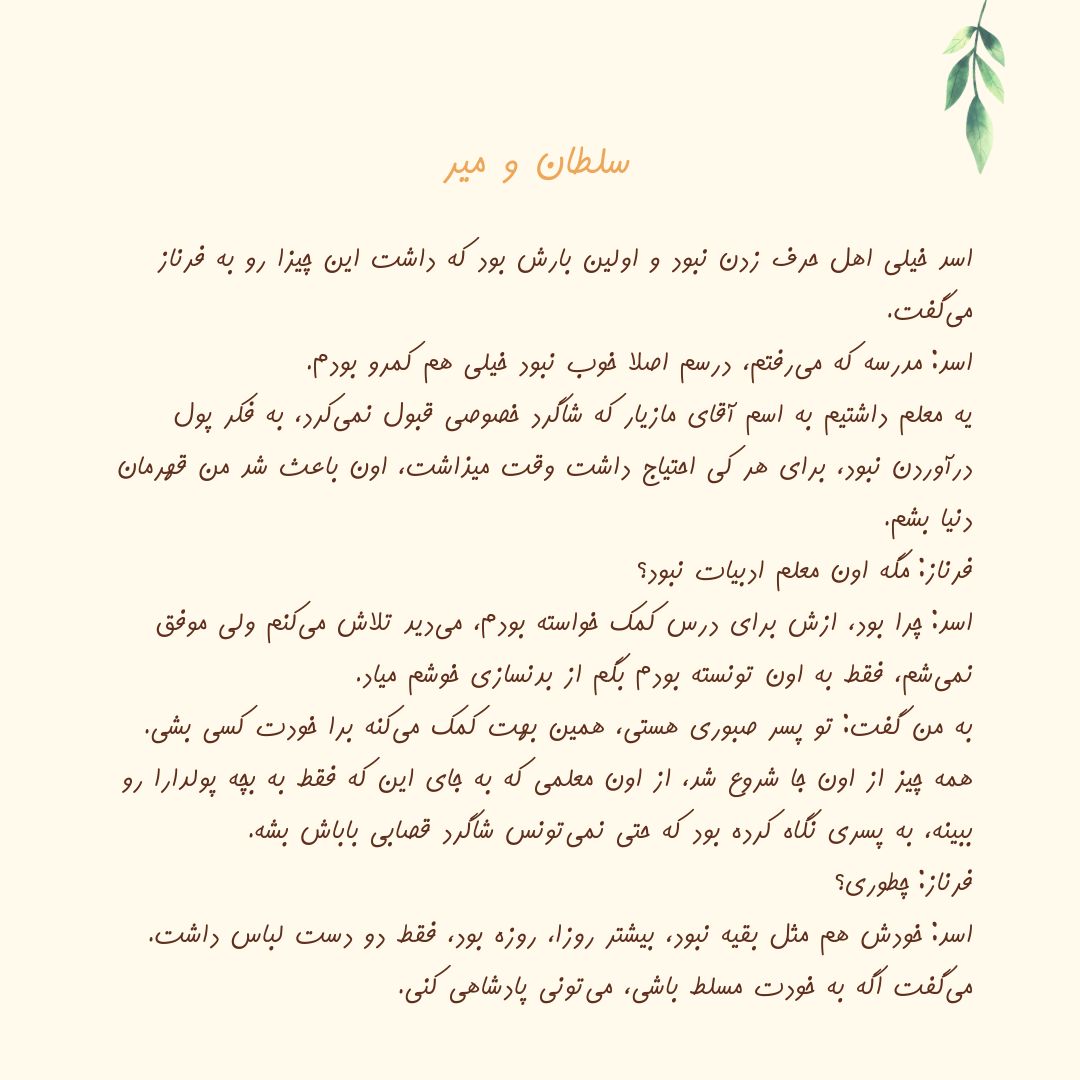 سلطان و میر
اسد خیلی اهل حرف زدن نبود و اولین بارش بود که داشت این چیزا رو به فرناز
می‌گفت.
اسد: مدرسه که می‌رفتم، درسم اصلا خوب نبود خیلی هم کمرو بودم.
یه معلم داشتیم به اسم آقای مازیار که شاگرد خصوصی قبول نمی‌کرد، به فکر پول
درآوردن نبود، برای هر کی احتیاج داشت وقت میزاشت، اون باعث شد من قهرمان
دنیا بشم.
فرناز: مگه اون معلم ادبیات نبود؟
اسد: چرا بود، ازش برای درس کمک خواسته بودم، می‌دید تلاش می‌کنم ولی موفق
نمی‌شم، فقط به اون تونسته بودم بگم از بدنسازی خوشم میاد.
به من گفت: تو پسر صبوری هستی، همین بهت کمک می‌کنه برا خودت کسی بشی.
همه چیز از اون جا شروع شد، از اون معلمی که به جای این که فقط به بچه پولدارا رو
ببینه، به پسری نگاه کرده بود که حتی نمی‌تونس شاگرد قصابی باباش بشه.
فرناز: چطوری؟
اسد: خودش هم مثل بقیه نبود، بیشتر روزا، روزه بود، فقط دو دست لباس داشت.
می‌گفت اگه به خودت مسلط باشی، می‌تونی پادشاهی کنی.